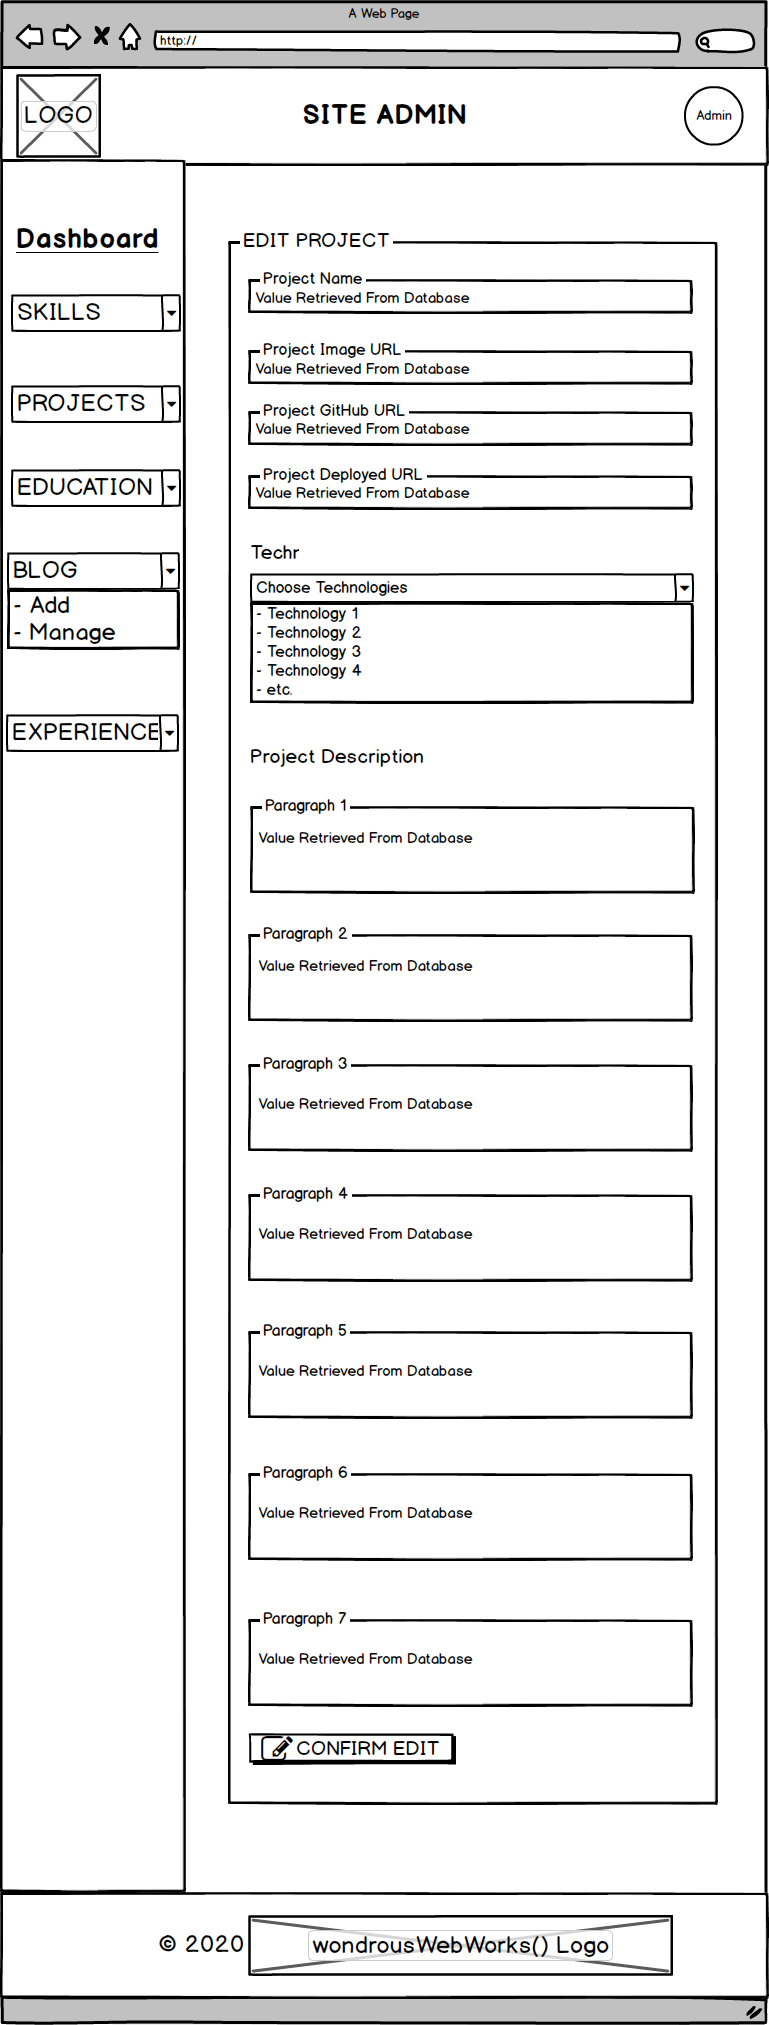 A Web Page
http://
LOGO
SITE ADMIN
Admin
Dashboard
SKILLS
PROJECTS
EDUCATION
BLOG
- Add
- Manage
EXPERIENCE
EDIT PROJECT
Project Name
Value Retrieved From Database
Project Image URL
Value Retrieved From Database
Project GitHub URL
Value Retrieved From Database
Project Deployed URL
Value Retrieved From Database
Techr
Choose Technologies
- Technology 1
- Technology 2
- Technology 3
- Technology 4
- etc.
Project Description
Paragraph 1
Value Retrieved From Database
Paragraph 2
Value Retrieved From Database
Paragraph 3
Value Retrieved From Database
Paragraph 4
Value Retrieved From Database
Paragraph 5
Value Retrieved From Database
Paragraph 6
Value Retrieved From Database
Paragraph 7
Value Retrieved From Database
CONFIRM EDIT
© 2020
wondrousWebWorks() Logo